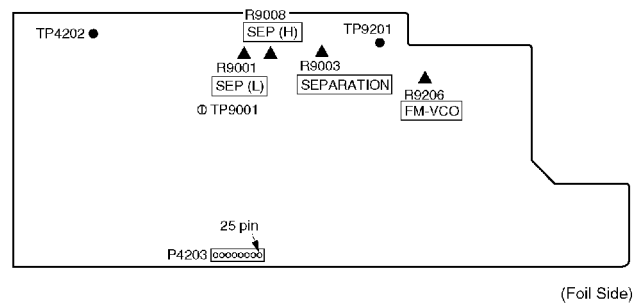 R9008
SEP (H)
TP4202
TP9201
R9001
SEP (L)
R9003
SEPARATION
R9206
FM-VCO
TP9001
25 pin
P4203
(Foil Side)